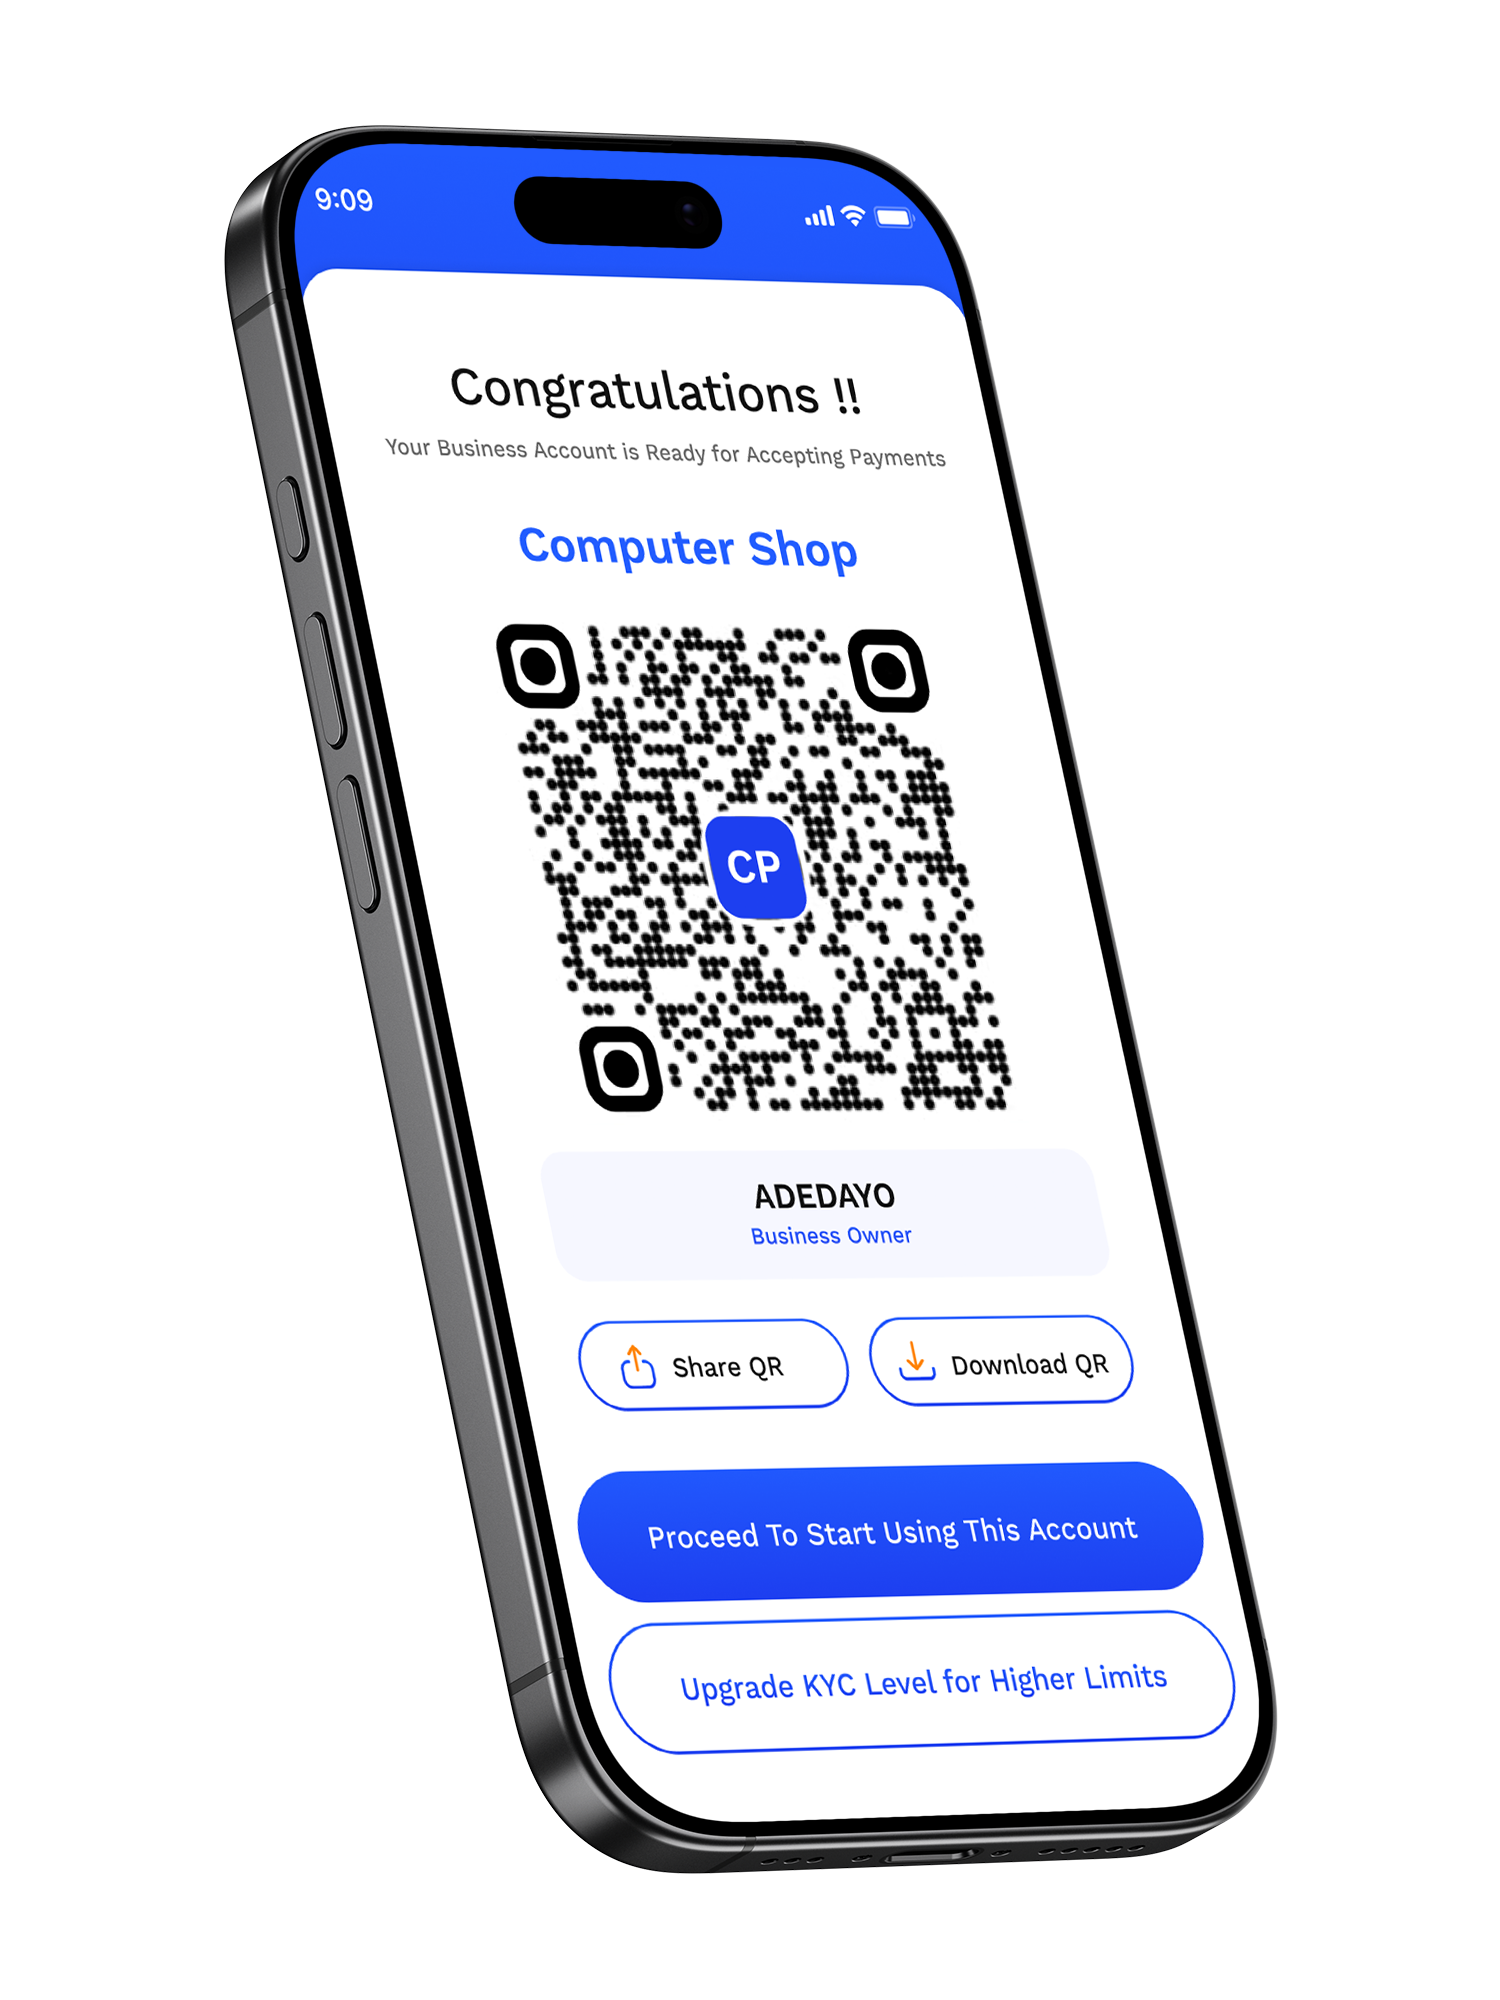 9:09
Congratulations !!
Your Business Account is Ready for Accepting Payments
Computer Shop
CP
ADEDAYO
Business Owner
Share QR
Download QR
Proceed To Start Using This Account
Upgrade KYC Level for Higher Limits